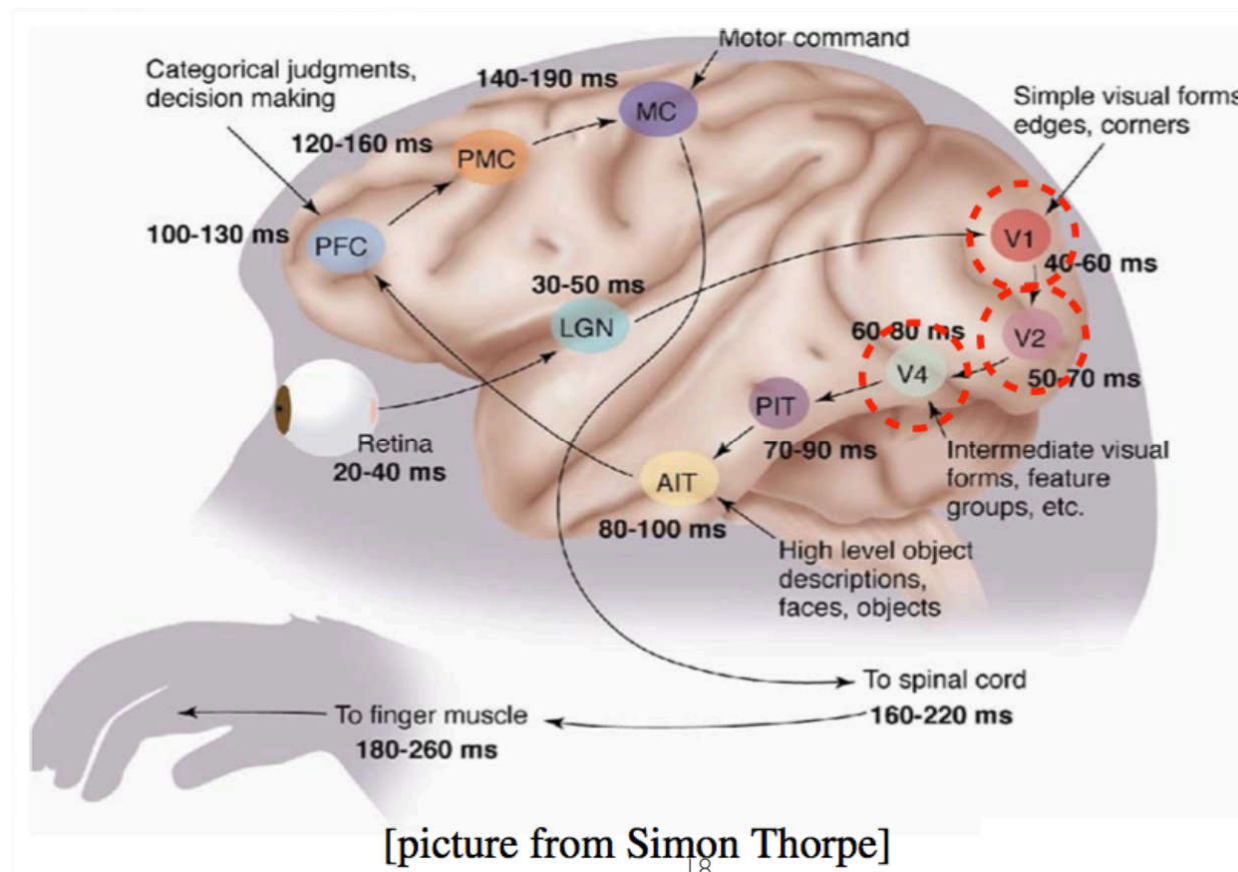 Motor command
Categorical judgments,
decision making
140-190 ms
MC
Simple visual forms
edges, corners
120-160 ms
PMC
100-130 ms
PFC
V1
40-60 ms
30-50 ms
LGN
60-80 ms
V2
V4
50-70 ms
PIT
Retina
20-40 ms
70-90 ms
Intermediate visual
forms, feature
groups, etc.
AIT
80-100 ms
High level object
descriptions,
faces, objects
To spinal cord
160-220 ms
To finger muscle
180-260 ms
[picture from Simon Thorpe]
18